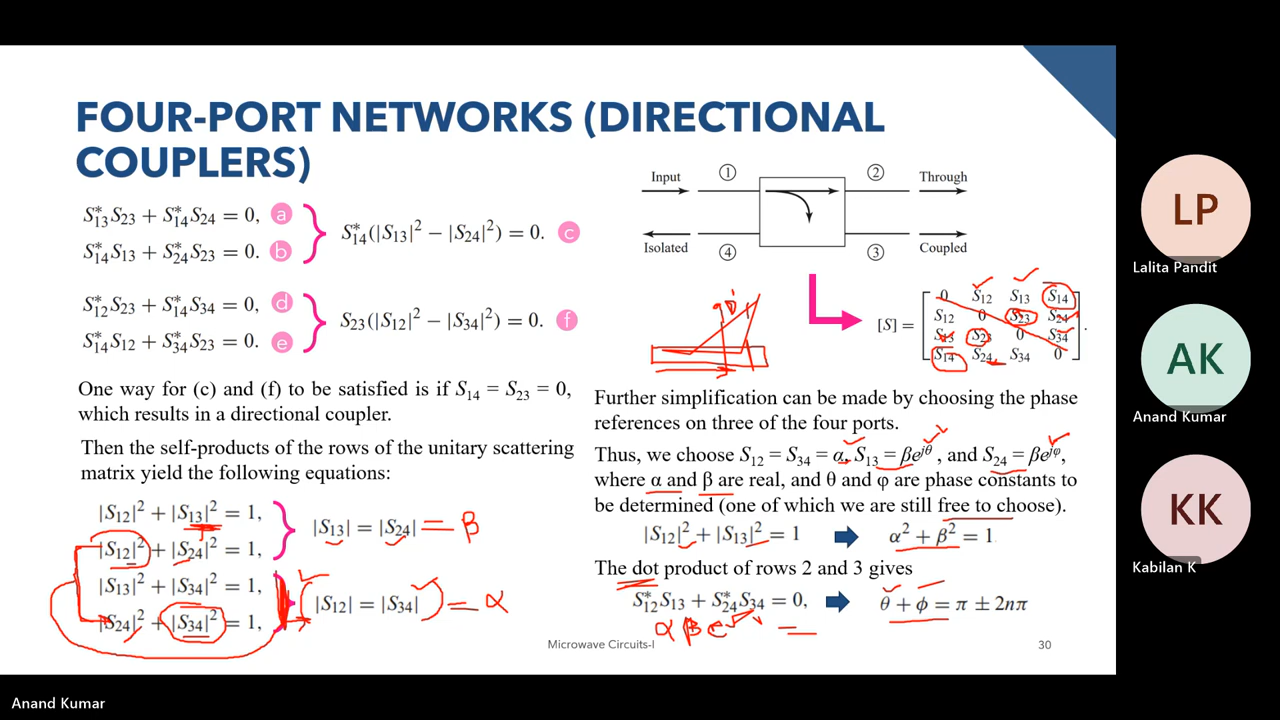 FOUR-PORT NETWORKS (DIRECTIONAL
COUPLERS)
S*13S23 + S*14S24 = 0, a
S*14S13 + S*24S23 = 0. b
S*14(|S13|² − |S24|²) = 0. c
S*12S23 + S*14S34 = 0, d
S*14S12 + S*34S23 = 0. e
S23(|S12|² − |S34|²) = 0. f
One way for (c) and (f) to be satisfied is if S14 = S23 = 0,
which results in a directional coupler.
Then the self-products of the rows of the unitary scattering
matrix yield the following equations:
|S12|² + |S13|² = 1,
|S12|² + |S24|² = 1,
|S13| = |S24| = β
|S13|² + |S34|² = 1,
|S24|² + |S34|² = 1,
|S12| = |S34| = α
Input ① ② Through
Isolated ④ ③ Coupled
90°
[S] =
0 S12 S13 S14
S12 0 S23 S24
S13 S23 0 S34
S14 S24 S34 0
.
Further simplification can be made by choosing the phase
references on three of the four ports.
Thus, we choose S12 = S34 = α, S13 = βe^jθ, and S24 = βe^jφ,
where α and β are real, and θ and φ are phase constants to
be determined (one of which we are still free to choose).
|S12|² + |S13|² = 1
α² + β² = 1.
The dot product of rows 2 and 3 gives
S*12S13 + S*24S34 = 0,
θ + ϕ = π ± 2nπ
α β e =
Microwave Circuits-I
30
LP
Lalita Pandit
AK
Anand Kumar
KK
Kabilan K
Anand Kumar